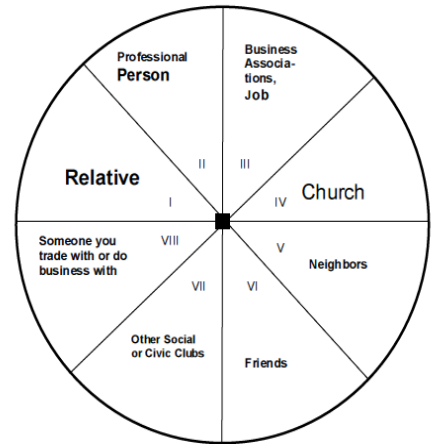 Professional
Person
II
Business
Associa-
tions,
Job
III
Relative
I
Church
IV
Someone you
trade with or do
business with
VIII
Neighbors
V
Other Social
or Civic Clubs
VII
Friends
VI